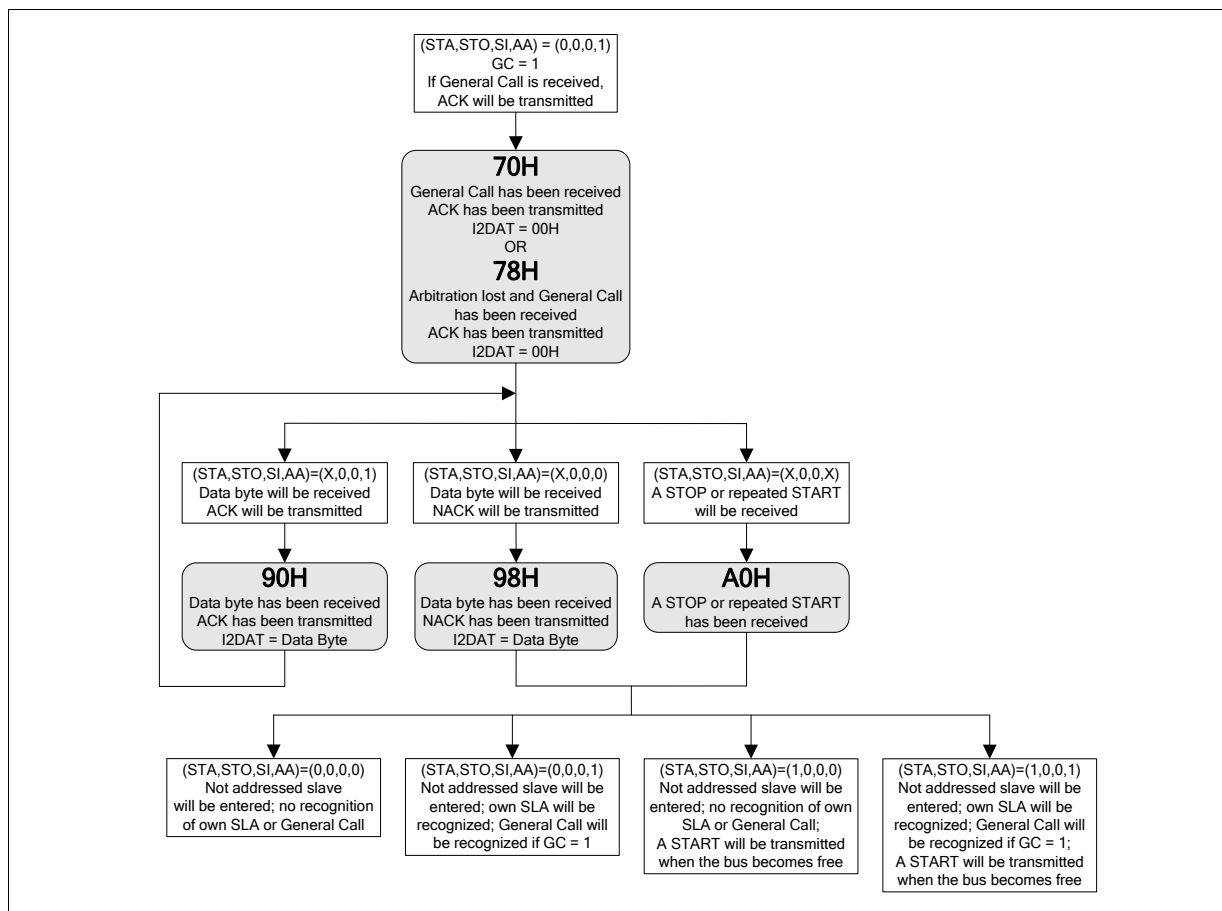 (STA,STO,SI,AA) = (0,0,0,1)
GC = 1
If General Call is received,
ACK will be transmitted
70H
General Call has been received
ACK has been transmitted
I2DAT = 00H
OR
78H
Arbitration lost and General Call
has been received
ACK has been transmitted
I2DAT = 00H
(STA,STO,SI,AA)=(X,0,0,1)
Data byte will be received
ACK will be transmitted
(STA,STO,SI,AA)=(X,0,0,0)
Data byte will be received
NACK will be transmitted
(STA,STO,SI,AA)=(X,0,0,X)
A STOP or repeated START
will be received
90H
Data byte has been received
ACK has been transmitted
I2DAT = Data Byte
98H
Data byte has been received
NACK has been transmitted
I2DAT = Data Byte
A0H
A STOP or repeated START
has been received
(STA,STO,SI,AA)=(0,0,0,0)
Not addressed slave
will be entered; no recognition
of own SLA or General Call
(STA,STO,SI,AA)=(0,0,0,1)
Not addressed slave will be
entered; own SLA will be
recognized; General Call will
be recognized if GC = 1
(STA,STO,SI,AA)=(1,0,0,0)
Not addressed slave will be
entered; no recognition of own
SLA or General Call;
A START will be transmitted
when the bus becomes free
(STA,STO,SI,AA)=(1,0,0,1)
Not addressed slave will be
entered; own SLA will be
recognized; General Call will
be recognized if GC = 1;
A START will be transmitted
when the bus becomes free